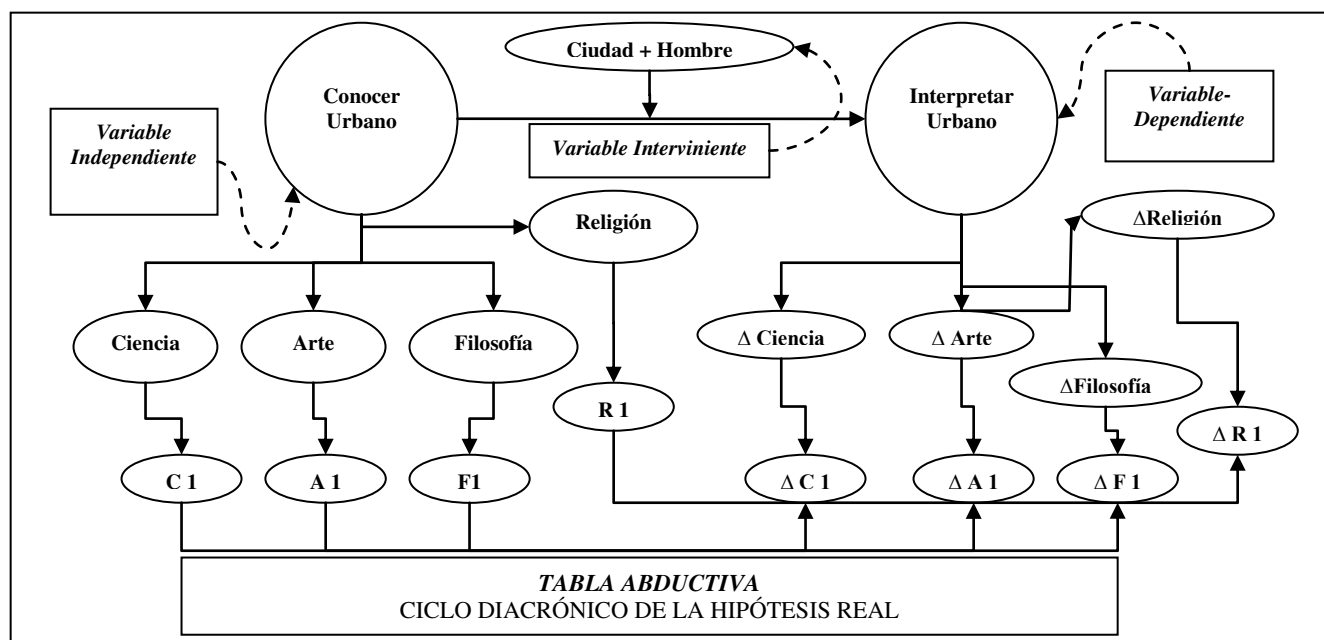 Ciudad + Hombre
Conocer
Urbano
Interpretar
Urbano
Variable
Independiente
Variable Interviniente
Variable-
Dependiente
Religión
∆Religión
Ciencia
Arte
Filosofía
∆ Ciencia
∆ Arte
∆Filosofía
R 1
∆ R 1
C 1
A 1
F1
∆ C 1
∆ A 1
∆ F 1
TABLA ABDUCTIVA
CICLO DIACRÓNICO DE LA HIPÓTESIS REAL